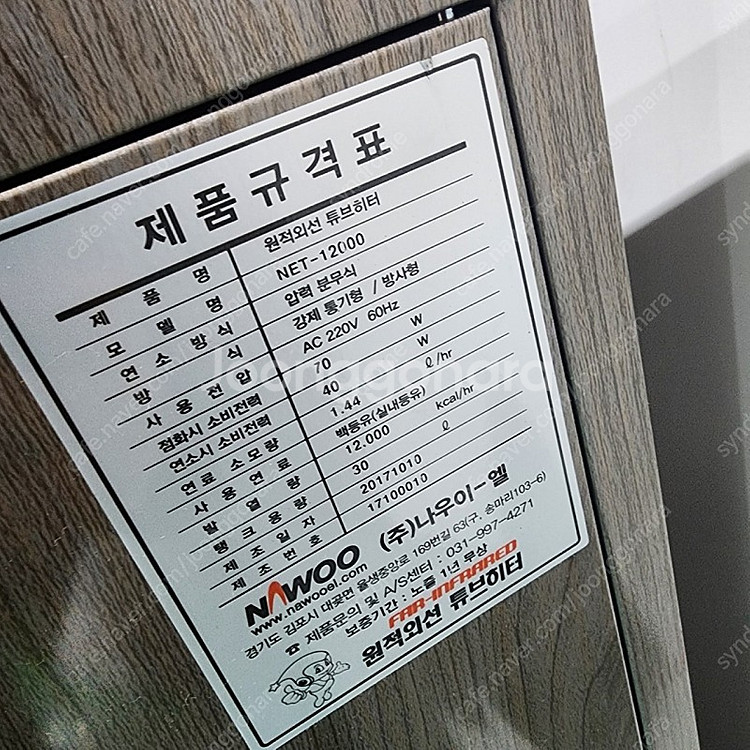 제품규격표
제 품 명 원적외선 튜브히터
모 델 명 NET-12000
연 소 방 식 압력 분무식
방 식 강제 통기형 / 방사형
사 용 전 압 AC 220V 60Hz
점화시 소비전력 70 W
연소시 소비전력 40 W
연료 소모량 1.44 ℓ/hr
사 용 연 료 백등유(실내등유)
발 열 량 12,000 kcal/hr
탱 크 용 량 30 ℓ
제 조 일 자 20171010
제 조 번 호 17100010
NAWOO (주)나우이-엘
www.nawooel.com
경기도 김포시 대곶면 율생중앙로 169번길 63(구, 송마리103-6)
☎ 제품문의 및 A/S센터 : 031-997-4271
보증기간 : 노즐 1년 무상
FAR-INFRARED
원적외선 튜브히터
joonggonara